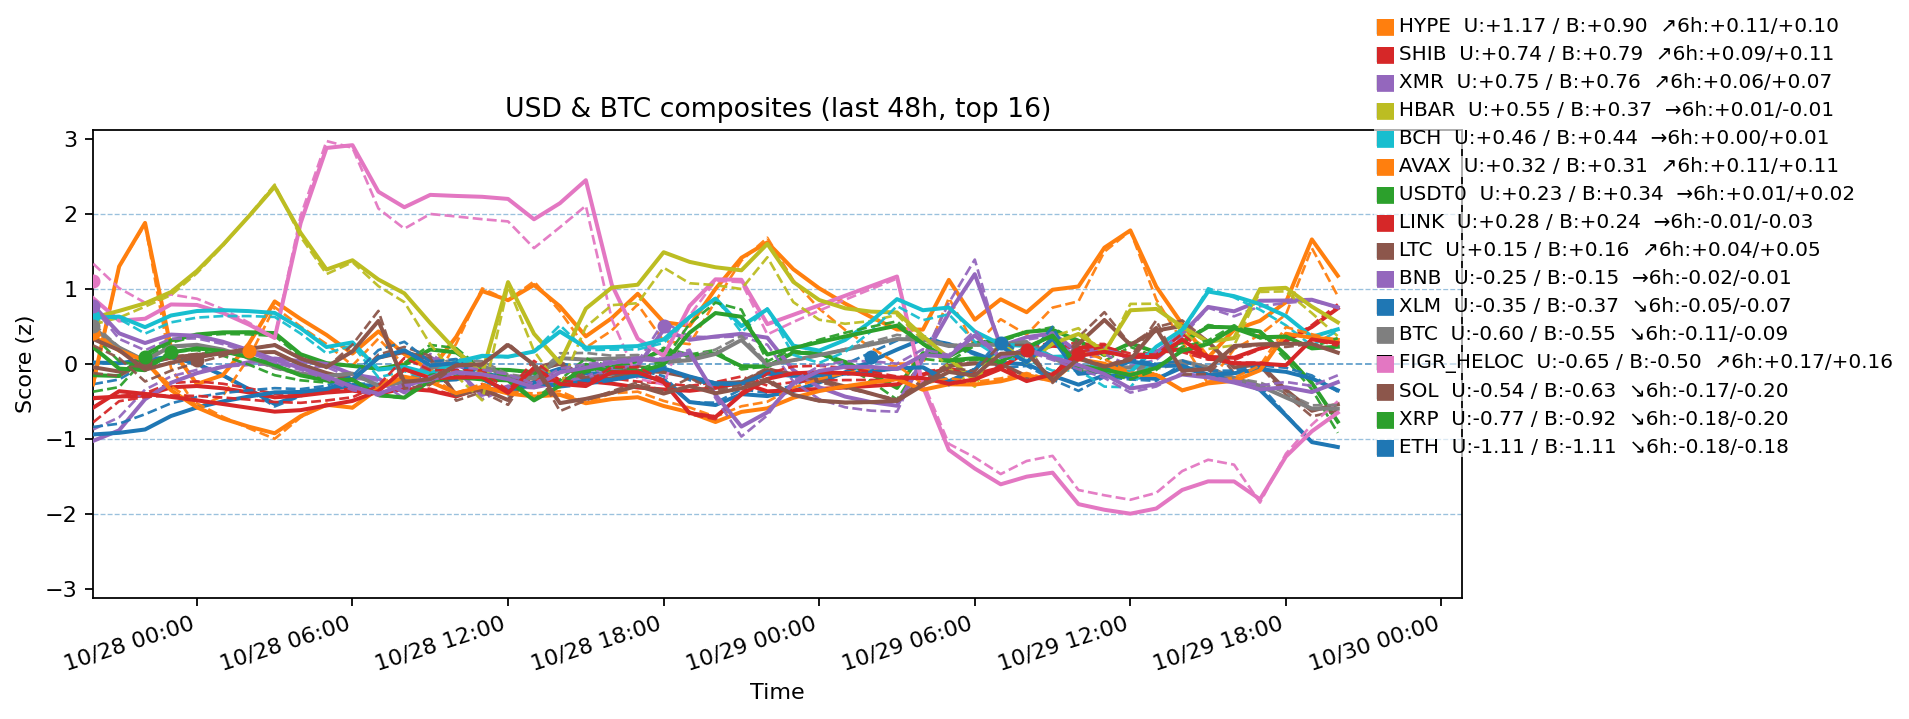 HYPE  U:+1.17 / B:+0.90  ↗6h:+0.11/+0.10
SHIB  U:+0.74 / B:+0.79  ↗6h:+0.09/+0.11
XMR  U:+0.75 / B:+0.76  ↗6h:+0.06/+0.07
HBAR  U:+0.55 / B:+0.37  →6h:+0.01/-0.01
BCH  U:+0.46 / B:+0.44  →6h:+0.00/+0.01
AVAX  U:+0.32 / B:+0.31  ↗6h:+0.11/+0.11
USDT0  U:+0.23 / B:+0.34  →6h:+0.01/+0.02
LINK  U:+0.28 / B:+0.24  →6h:-0.01/-0.03
LTC  U:+0.15 / B:+0.16  ↗6h:+0.04/+0.05
BNB  U:-0.25 / B:-0.15  →6h:-0.02/-0.01
XLM  U:-0.35 / B:-0.37  ↘6h:-0.05/-0.07
BTC  U:-0.60 / B:-0.55  ↘6h:-0.11/-0.09
FIGR_HELOC  U:-0.65 / B:-0.50  ↗6h:+0.17/+0.16
SOL  U:-0.54 / B:-0.63  ↘6h:-0.17/-0.20
XRP  U:-0.77 / B:-0.92  ↘6h:-0.18/-0.20
ETH  U:-1.11 / B:-1.11  ↘6h:-0.18/-0.18
USD & BTC composites (last 48h, top 16)
Score (z)
3
2
1
0
−1
−2
−3
10/28 00:00
10/28 06:00
10/28 12:00
10/28 18:00
10/29 00:00
10/29 06:00
10/29 12:00
10/29 18:00
10/30 00:00
Time